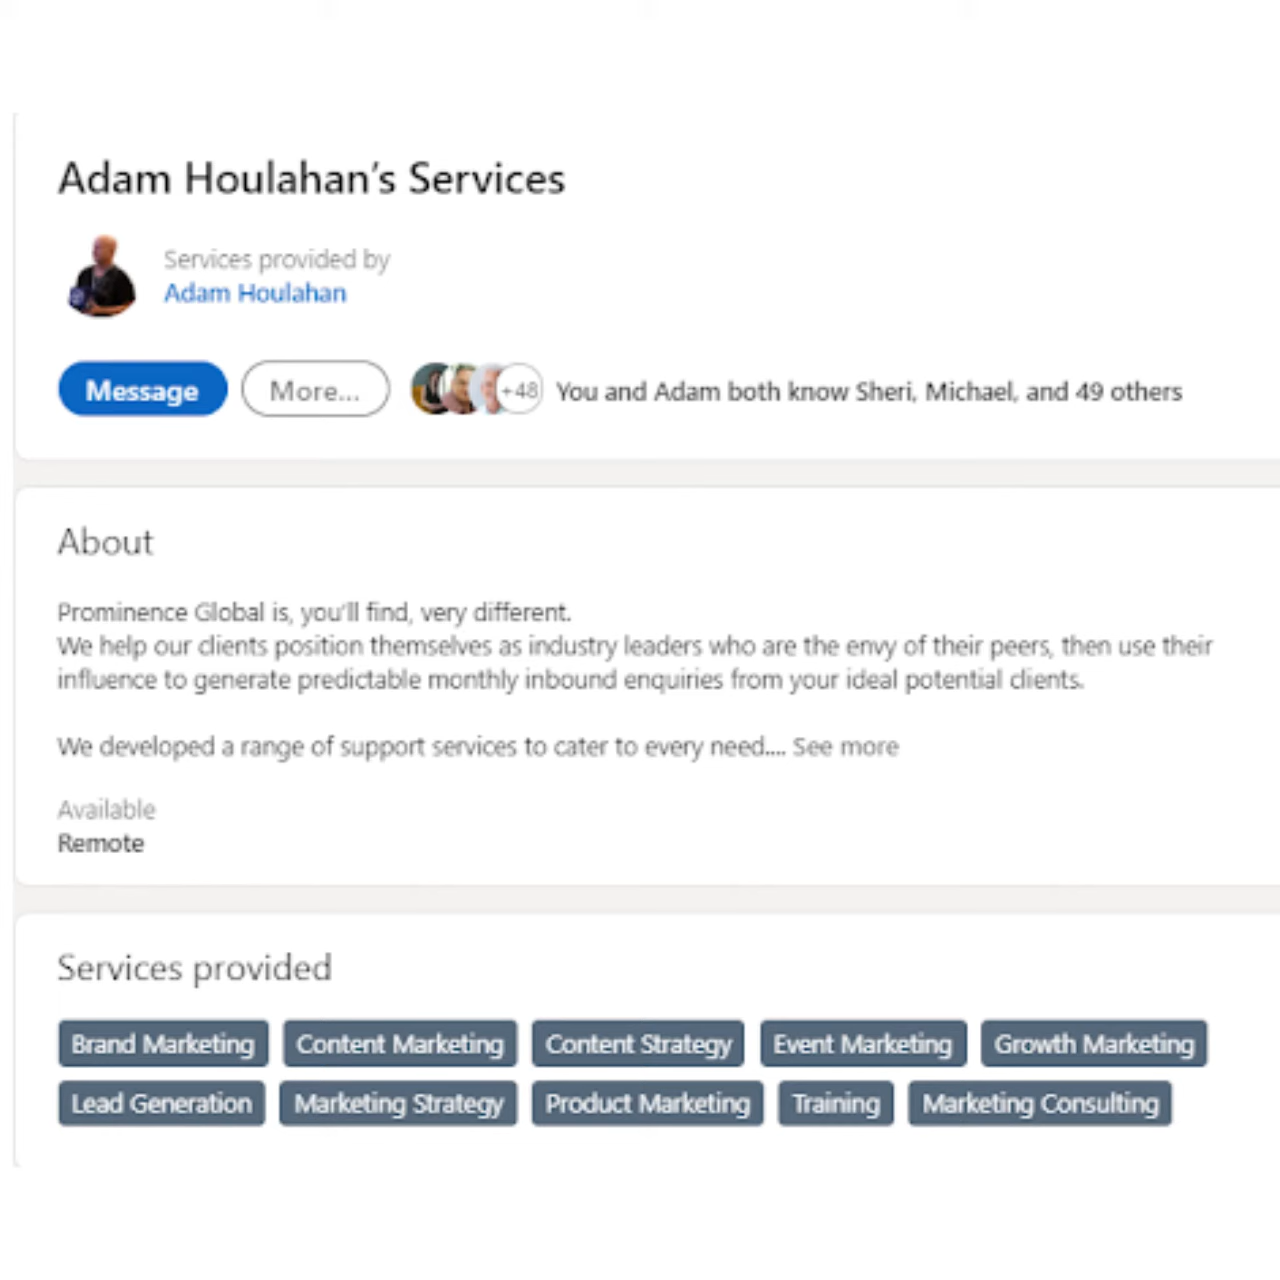 Adam Houlahan's Services
Services provided by
Adam Houlahan
Message More... +48 You and Adam both know Sheri, Michael, and 49 others
About
Prominence Global is, you'll find, very different.
We help our clients position themselves as industry leaders who are the envy of their peers, then use their
influence to generate predictable monthly inbound enquiries from your ideal potential clients.
We developed a range of support services to cater to every need.... See more
Available
Remote
Services provided
Brand Marketing Content Marketing Content Strategy Event Marketing Growth Marketing
Lead Generation Marketing Strategy Product Marketing Training Marketing Consulting